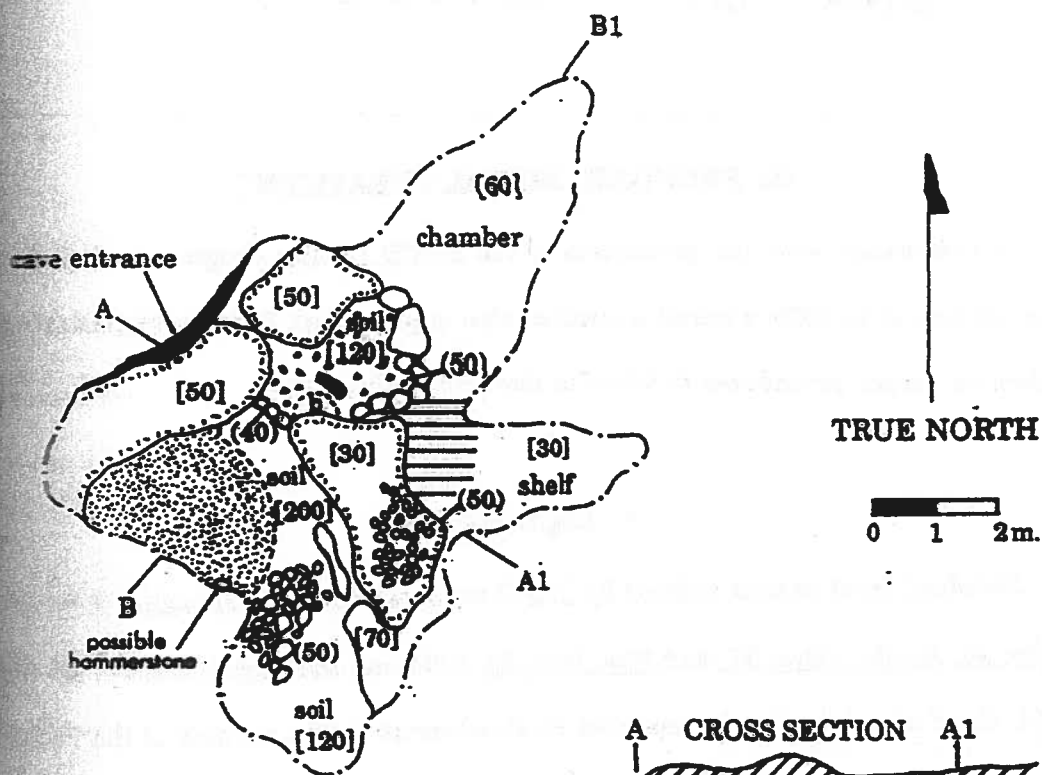 B1
[60]
chamber
cave entrance
A
[50]
soil
[120]
(50)
[50]
h
(40)
[30]
[30]
shelf
soil
[200]
(50)
TRUE NORTH
0 1 2m.
A1
B
possible
hammerstone
(50)
[70]
soil
[120]
A CROSS SECTION A1